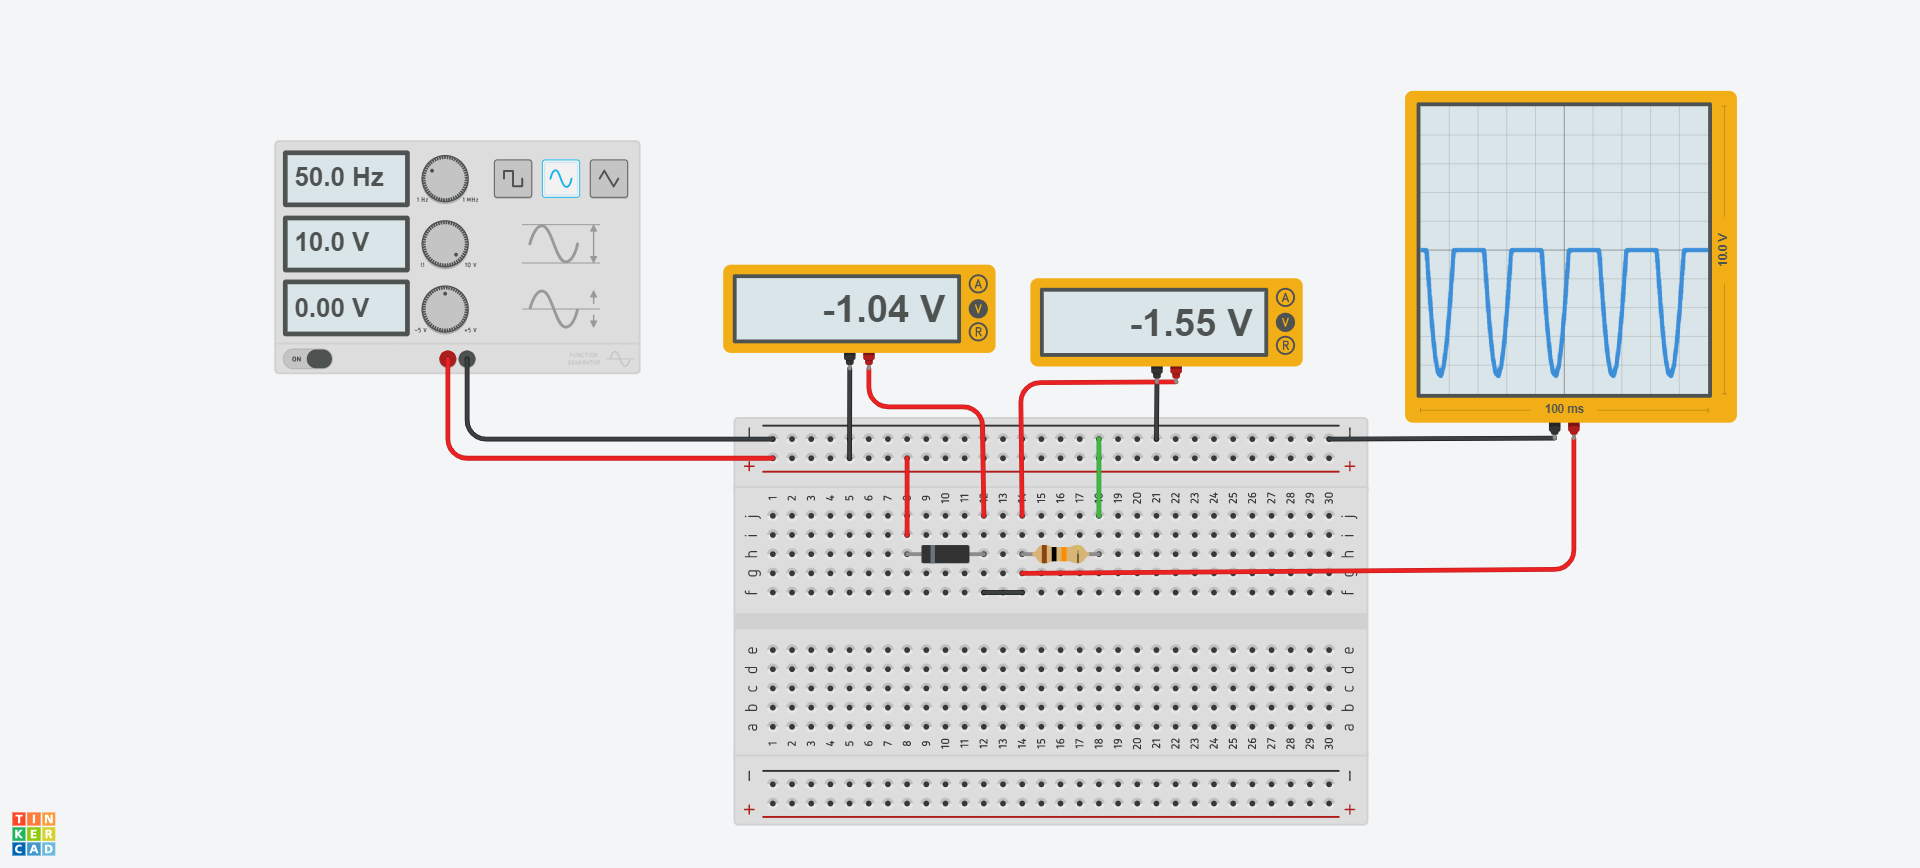 50.0 Hz
1 Hz 1 MHz
10.0 V
10 V
0.00 V
-5 V +5 V
ON
FUNCTION
GENERATOR
-1.04 V
A
V
R
-1.55 V
A
V
R
10.0 V
100 ms
- -
+ +
1 2 3 4 5 6 7 8 9 10 11 12 13 14 15 16 17 18 19 20 21 22 23 24 25 26 27 28 29 30
j j
i i
h h
g g
f f
e e
d d
c c
b b
a a
1 2 3 4 5 6 7 8 9 10 11 12 13 14 15 16 17 18 19 20 21 22 23 24 25 26 27 28 29 30
- -
+ +
TIN
KER
CAD